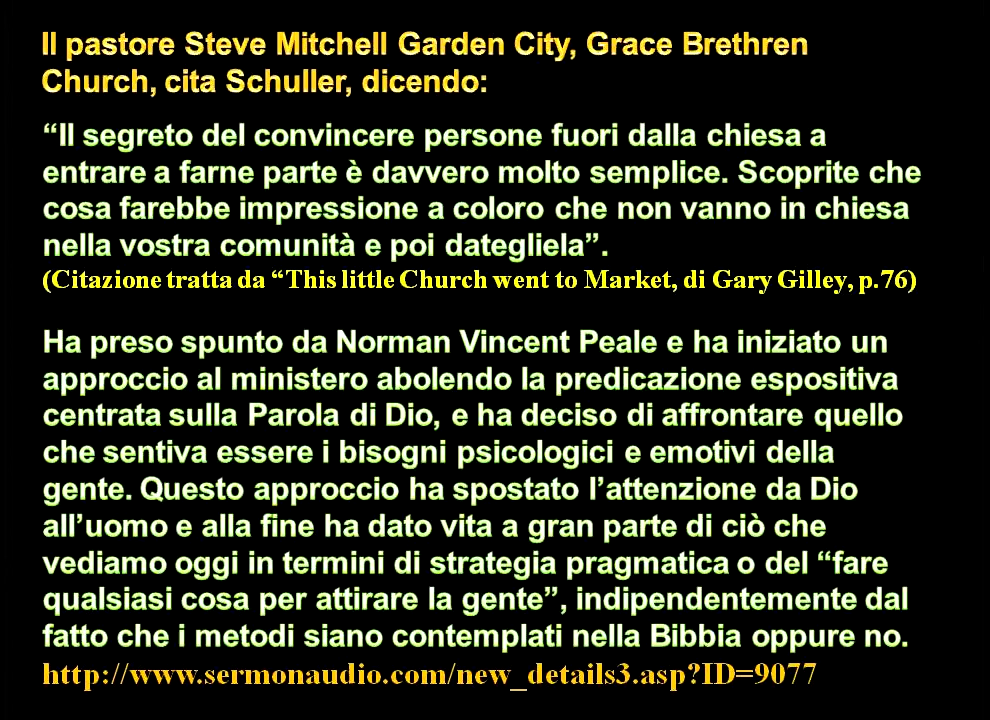 Il pastore Steve Mitchell Garden City, Grace Brethren
Church, cita Schuller, dicendo:
“Il segreto del convincere persone fuori dalla chiesa a
entrare a farne parte è davvero molto semplice. Scoprite che
cosa farebbe impressione a coloro che non vanno in chiesa
nella vostra comunità e poi dategliela”.
(Citazione tratta da “This little Church went to Market, di Gary Gilley, p.76)
Ha preso spunto da Norman Vincent Peale e ha iniziato un
approccio al ministero abolendo la predicazione espositiva
centrata sulla Parola di Dio, e ha deciso di affrontare quello
che sentiva essere i bisogni psicologici e emotivi della
gente. Questo approccio ha spostato l’attenzione da Dio
all’uomo e alla fine ha dato vita a gran parte di ciò che
vediamo oggi in termini di strategia pragmatica o del “fare
qualsiasi cosa per attirare la gente”, indipendentemente dal
fatto che i metodi siano contemplati nella Bibbia oppure no.
http://www.sermonaudio.com/new_details3.asp?ID=9077